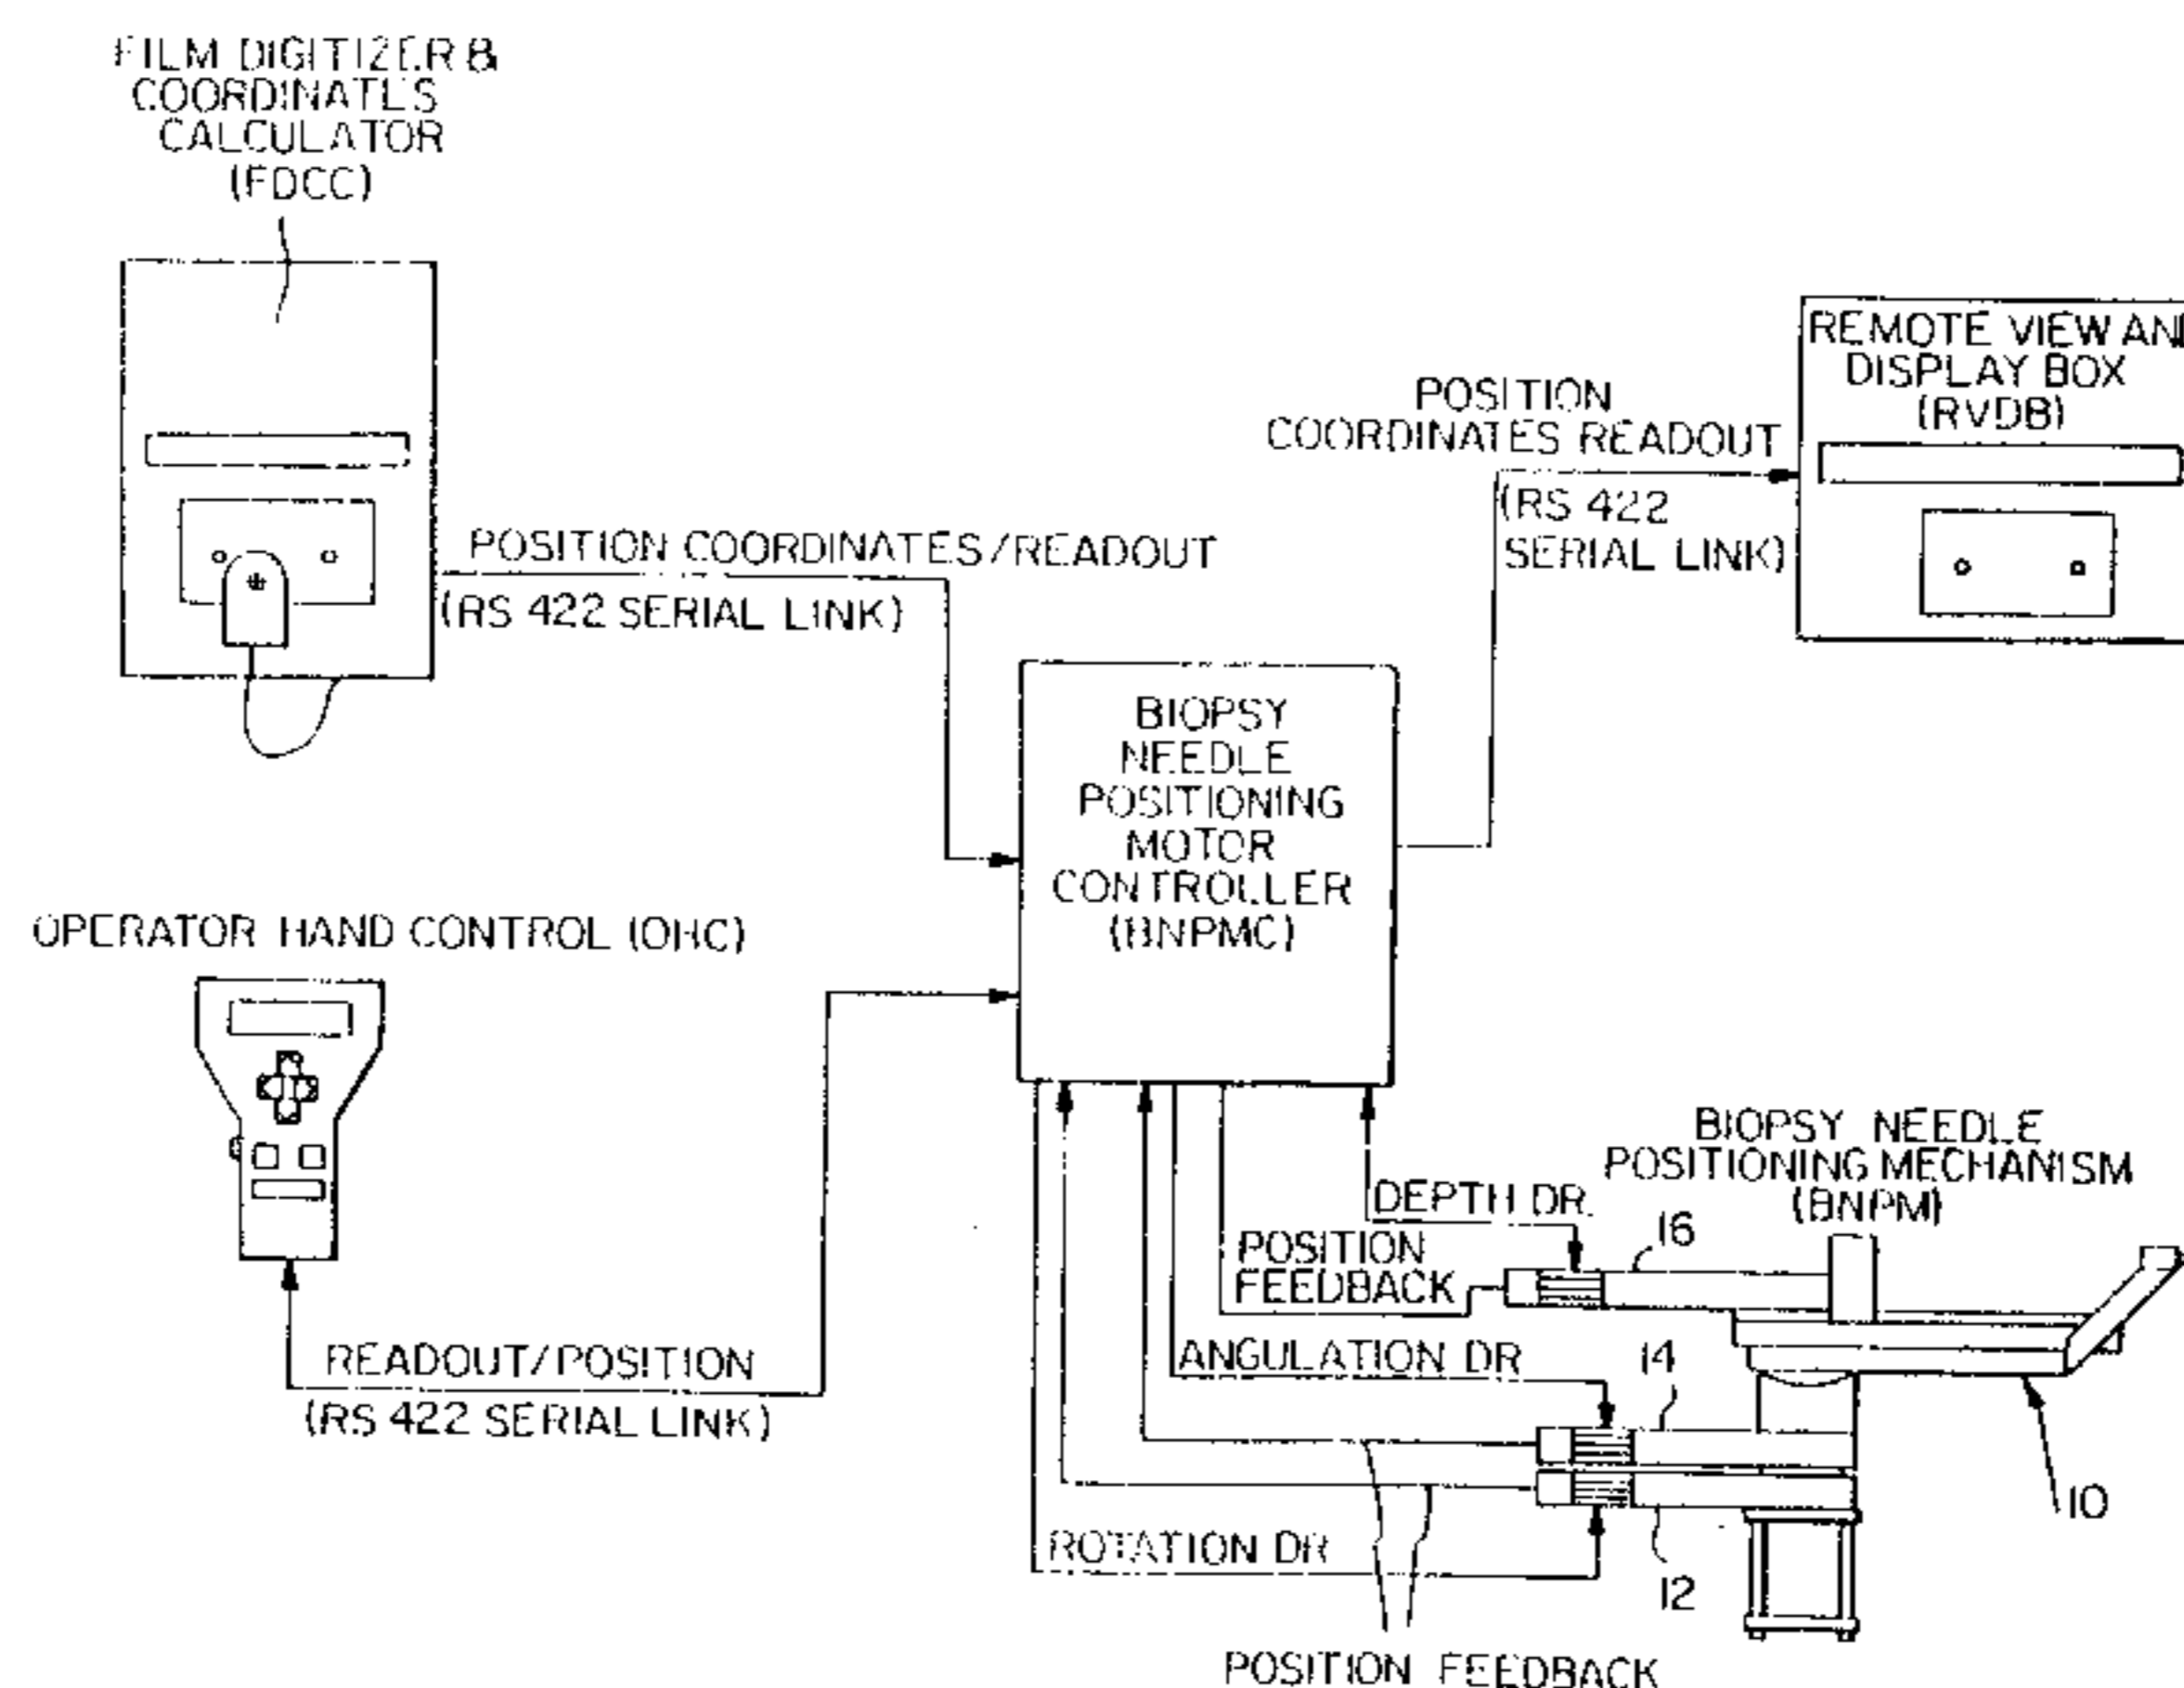 FILM DIGITIZER &
COORDINATES
CALCULATOR
(FDCC)
REMOTE VIEW AN
DISPLAY BOX
(RVDB)
POSITION
COORDINATES READOUT
(RS 422
SERIAL LINK)
POSITION COORDINATES/READOUT
(RS 422 SERIAL LINK)
BIOPSY
NEEDLE
POSITIONING
MOTOR
CONTROLLER
(BNPMC)
OPERATOR HAND CONTROL (OHC)
READOUT/POSITION
(RS 422 SERIAL LINK)
BIOPSY NEEDLE
POSITIONING MECHANISM
(BNPM)
DEPTH DR.
16
POSITION
FEEDBACK
ANGULATION DR
14
10
ROTATION DR
12
POSITION FEEDBACK